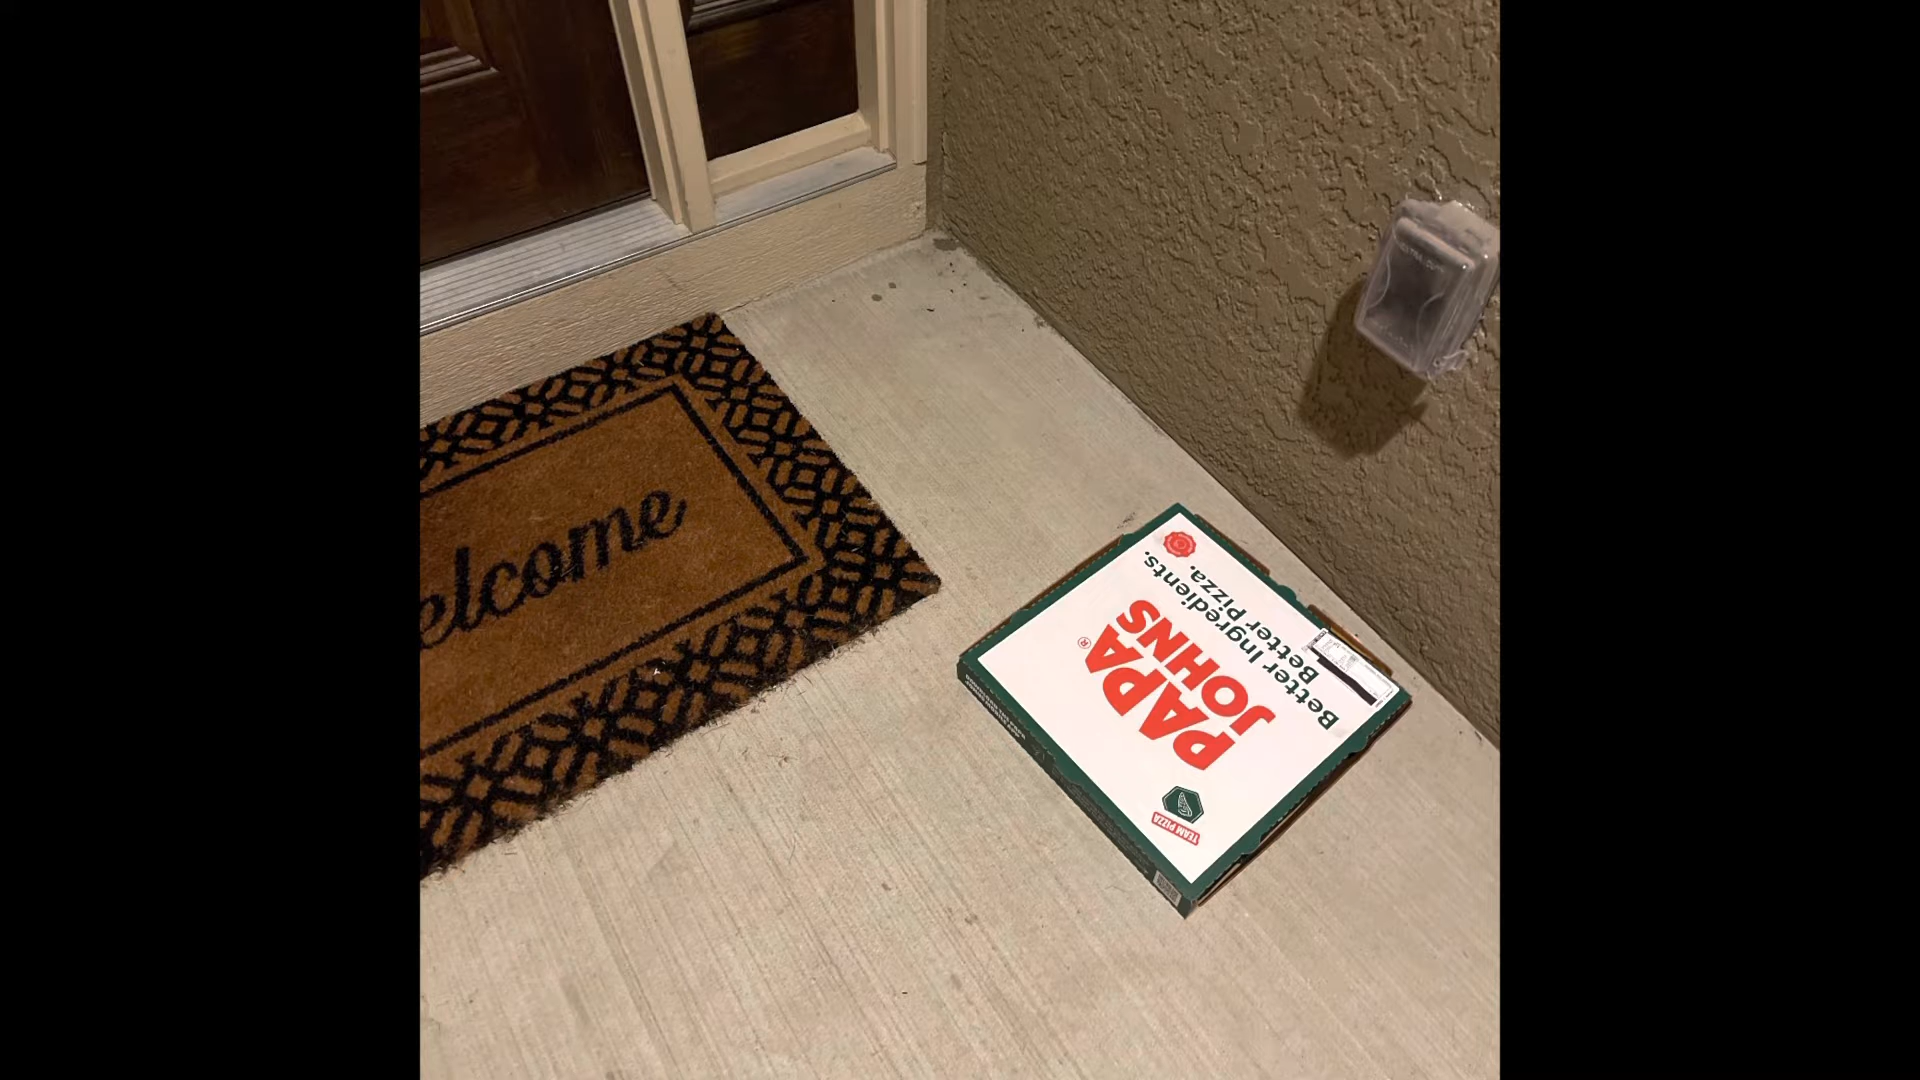 elcome
PAPA
JOHNS
®
Better Ingredients.
Better Pizza.
TEAM PIZZA